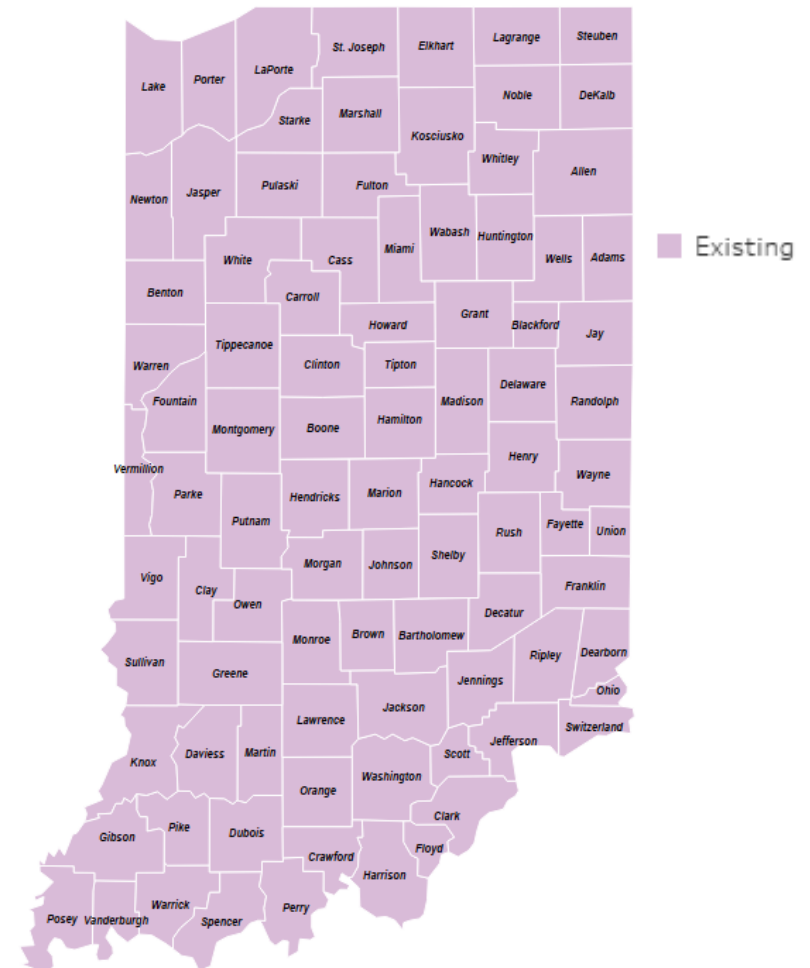 Lagrange
Steuben
St. Joseph
Elkhart
LaPorte
Porter
Lake
Noble
DeKalb
Marshall
Starke
Kosciusko
Whitley
Allen
Pulaski
Fulton
Jasper
Newton
Wabash
Huntington
Existing
Miami
White
Cass
Wells
Adams
Benton
Carroll
Grant
Howard
Blackford
Jay
Tippecanoe
Clinton
Tipton
Warren
Delaware
Fountain
Madison
Randolph
Hamilton
Montgomery
Boone
Henry
Vermillion
Wayne
Hancock
Parke
Hendricks
Marion
Putnam
Fayette
Union
Rush
Shelby
Morgan
Johnson
Vigo
Clay
Franklin
Owen
Decatur
Monroe
Brown
Bartholomew
Ripley
Dearborn
Sullivan
Greene
Jennings
Ohio
Jackson
Lawrence
Switzerland
Jefferson
Daviess
Martin
Scott
Knox
Washington
Orange
Clark
Pike
Dubois
Gibson
Floyd
Crawford
Harrison
Warrick
Perry
Posey
Vanderburgh
Spencer